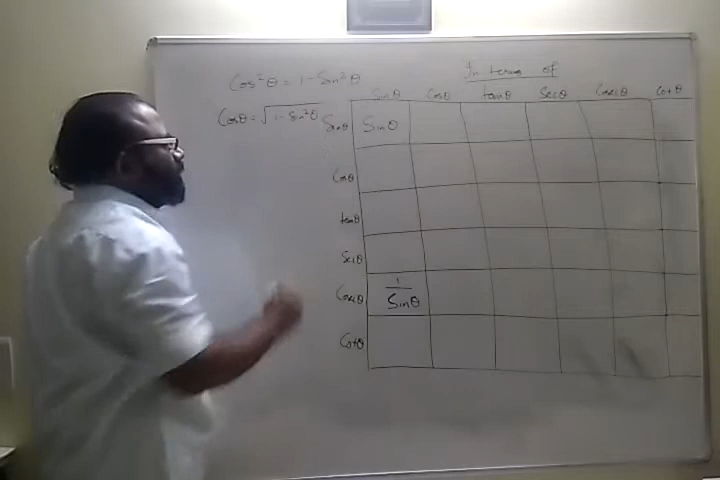 Cos²θ = 1 - Sin²θ
Cosθ = √1 - Sin²θ
In terms of
Sinθ Cosθ tanθ Secθ Cosecθ Cotθ
Sinθ Sinθ
Cosθ
tanθ
Secθ
Cosecθ 1/Sinθ
Cotθ